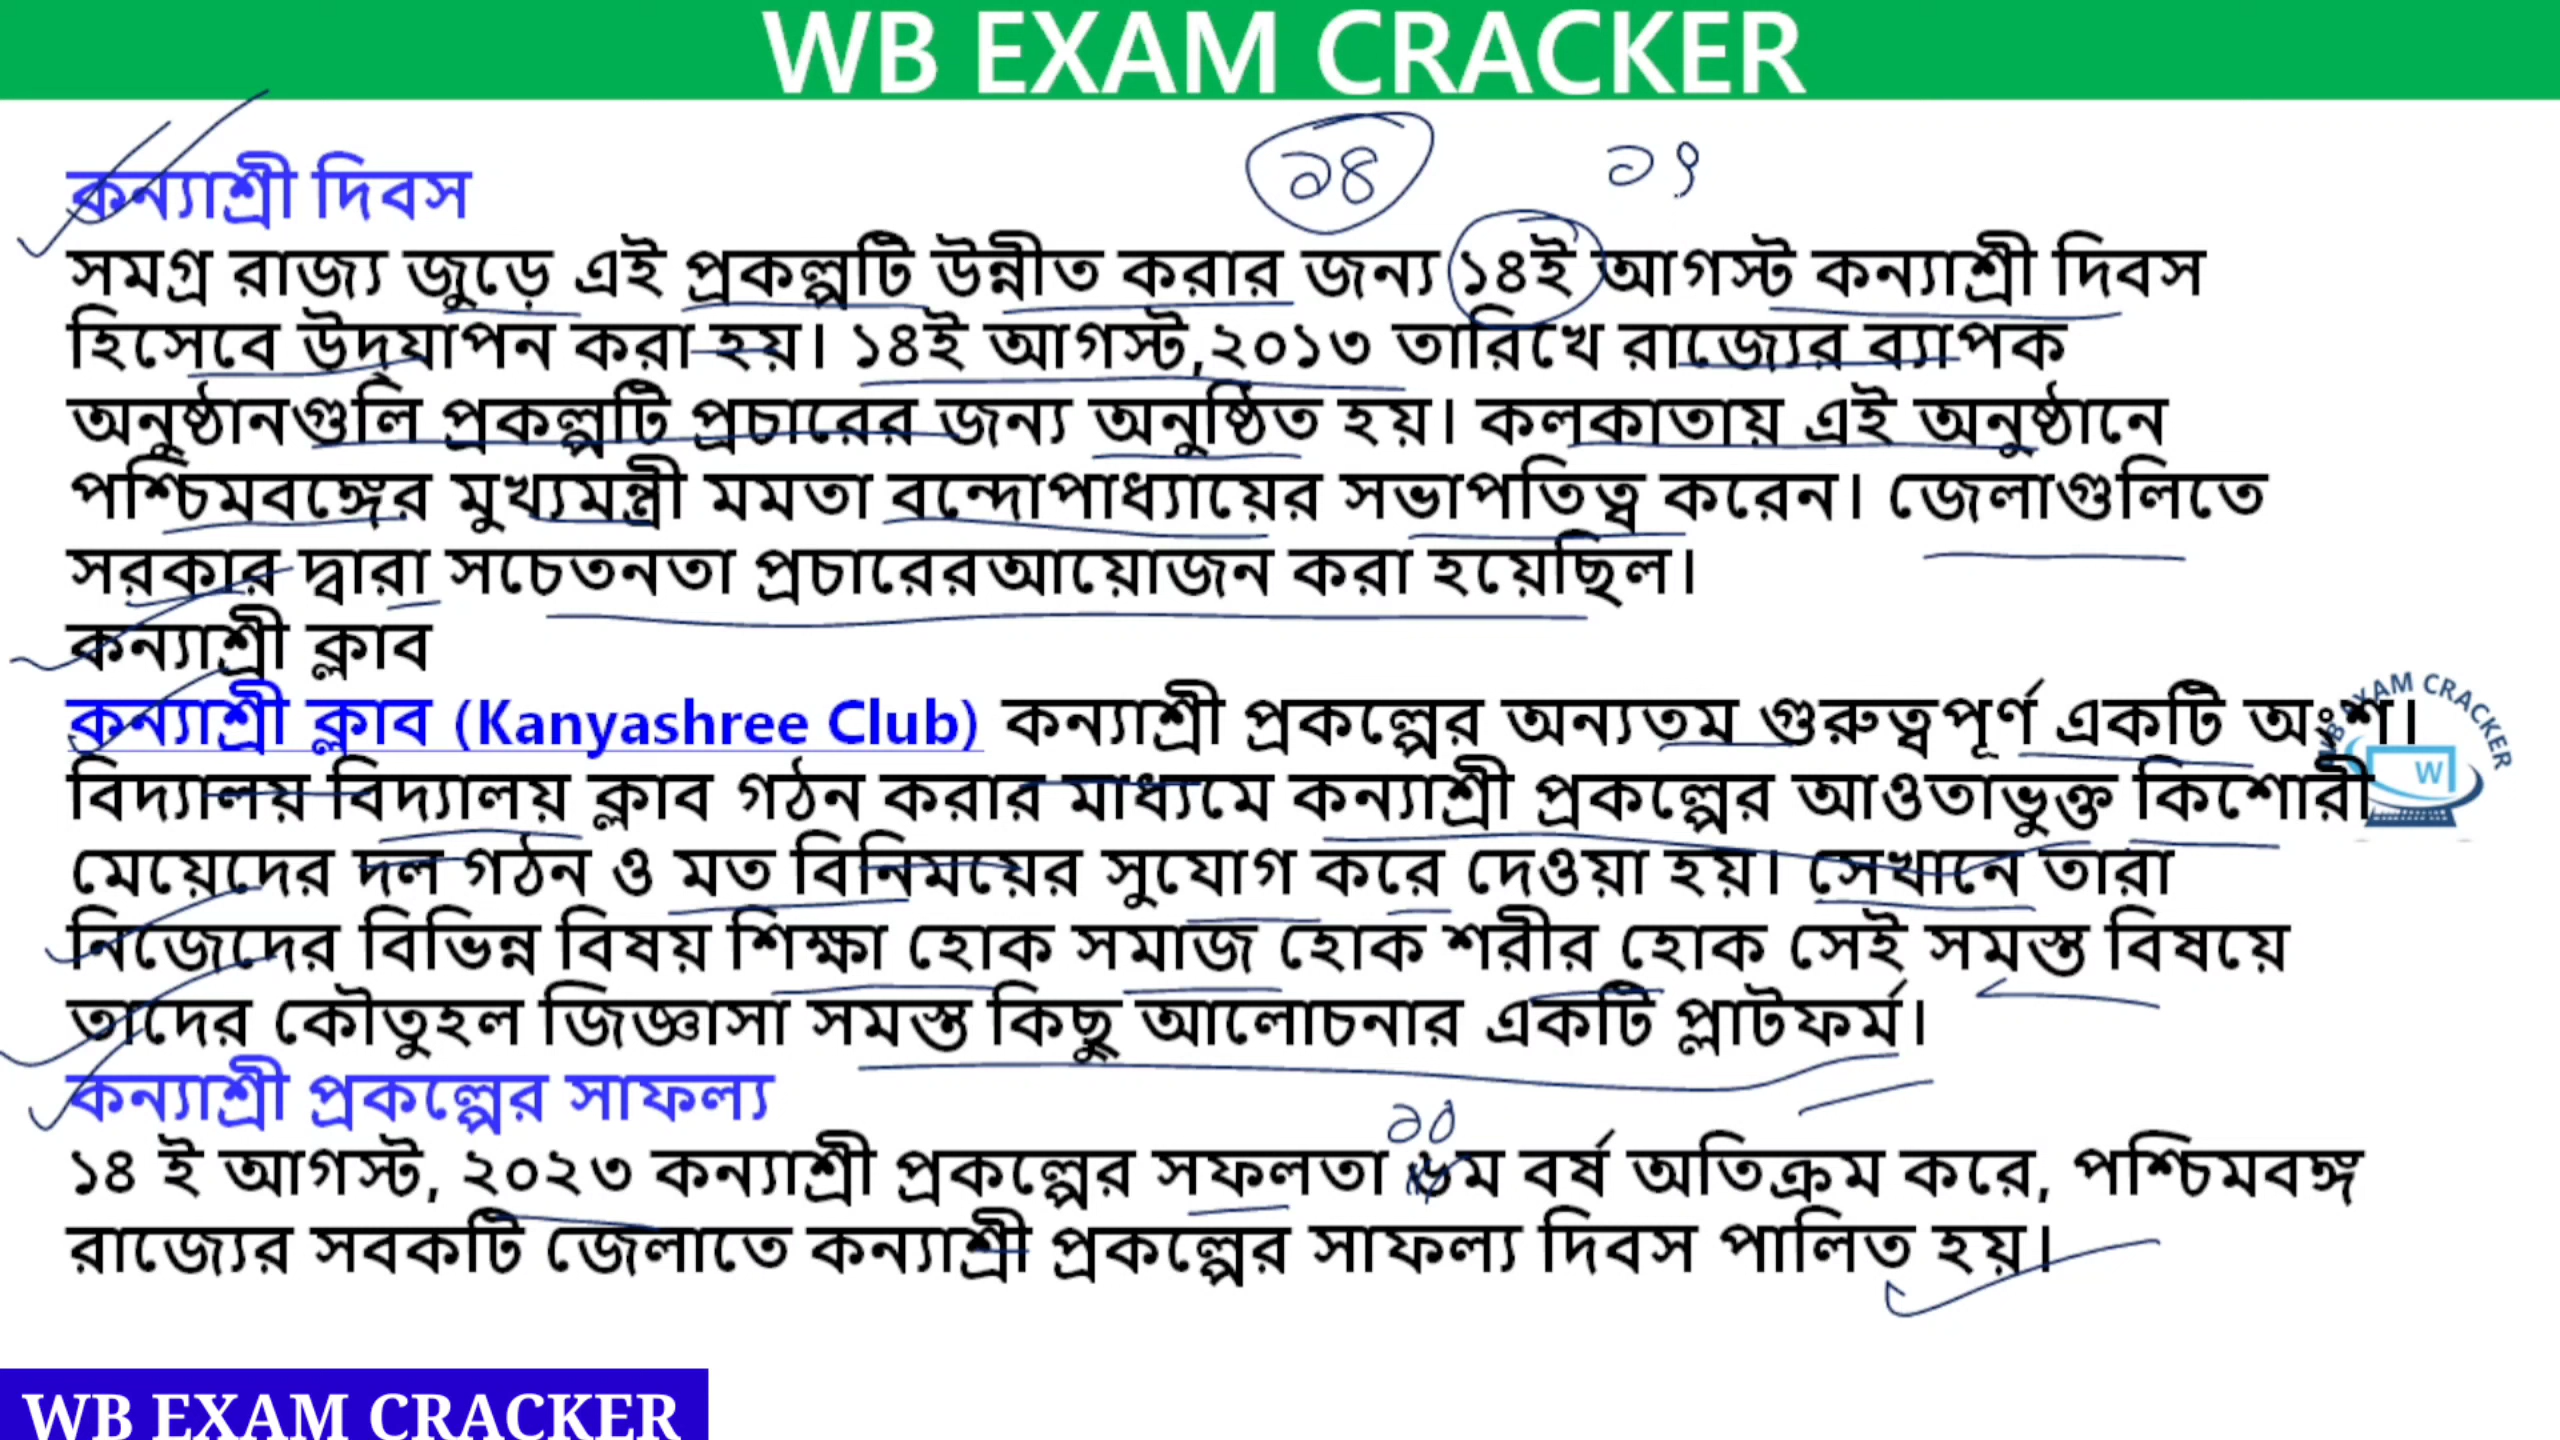 WB EXAM CRACKER
১৪ ১৭
কন্যাশ্রী দিবস
সমগ্র রাজ্য জুড়ে এই প্রকল্পটি উন্নীত করার জন্য ১৪ই আগস্ট কন্যাশ্রী দিবস
হিসেবে উদযাপন করা হয়। ১৪ই আগস্ট,২০১৩ তারিখে রাজ্যের ব্যাপক
অনুষ্ঠানগুলি প্রকল্পটি প্রচারের জন্য অনুষ্ঠিত হয়। কলকাতায় এই অনুষ্ঠানে
পশ্চিমবঙ্গের মুখ্যমন্ত্রী মমতা বন্দোপাধ্যায়ের সভাপতিত্ব করেন। জেলাগুলিতে
সরকার দ্বারা সচেতনতা প্রচারেরআয়োজন করা হয়েছিল।
কন্যাশ্রী ক্লাব
কন্যাশ্রী ক্লাব (Kanyashree Club) কন্যাশ্রী প্রকল্পের অন্যতম গুরুত্বপূর্ণ একটি অংশ।
WB EXAM CRACKER
W
বিদ্যালয় বিদ্যালয় ক্লাব গঠন করার মাধ্যমে কন্যাশ্রী প্রকল্পের আওতাভুক্ত কিশোরী
মেয়েদের দল গঠন ও মত বিনিময়ের সুযোগ করে দেওয়া হয়। সেখানে তারা
নিজেদের বিভিন্ন বিষয় শিক্ষা হোক সমাজ হোক শরীর হোক সেই সমস্ত বিষয়ে
তাদের কৌতুহল জিজ্ঞাসা সমস্ত কিছু আলোচনার একটি প্লাটফর্ম।
কন্যাশ্রী প্রকল্পের সাফল্য
১০
১৪ ই আগস্ট, ২০২৩ কন্যাশ্রী প্রকল্পের সফলতা বর্ষ অতিক্রম করে, পশ্চিমবঙ্গ
রাজ্যের সবকটি জেলাতে কন্যাশ্রী প্রকল্পের সাফল্য দিবস পালিত হয়।
WB EXAM CRACKER